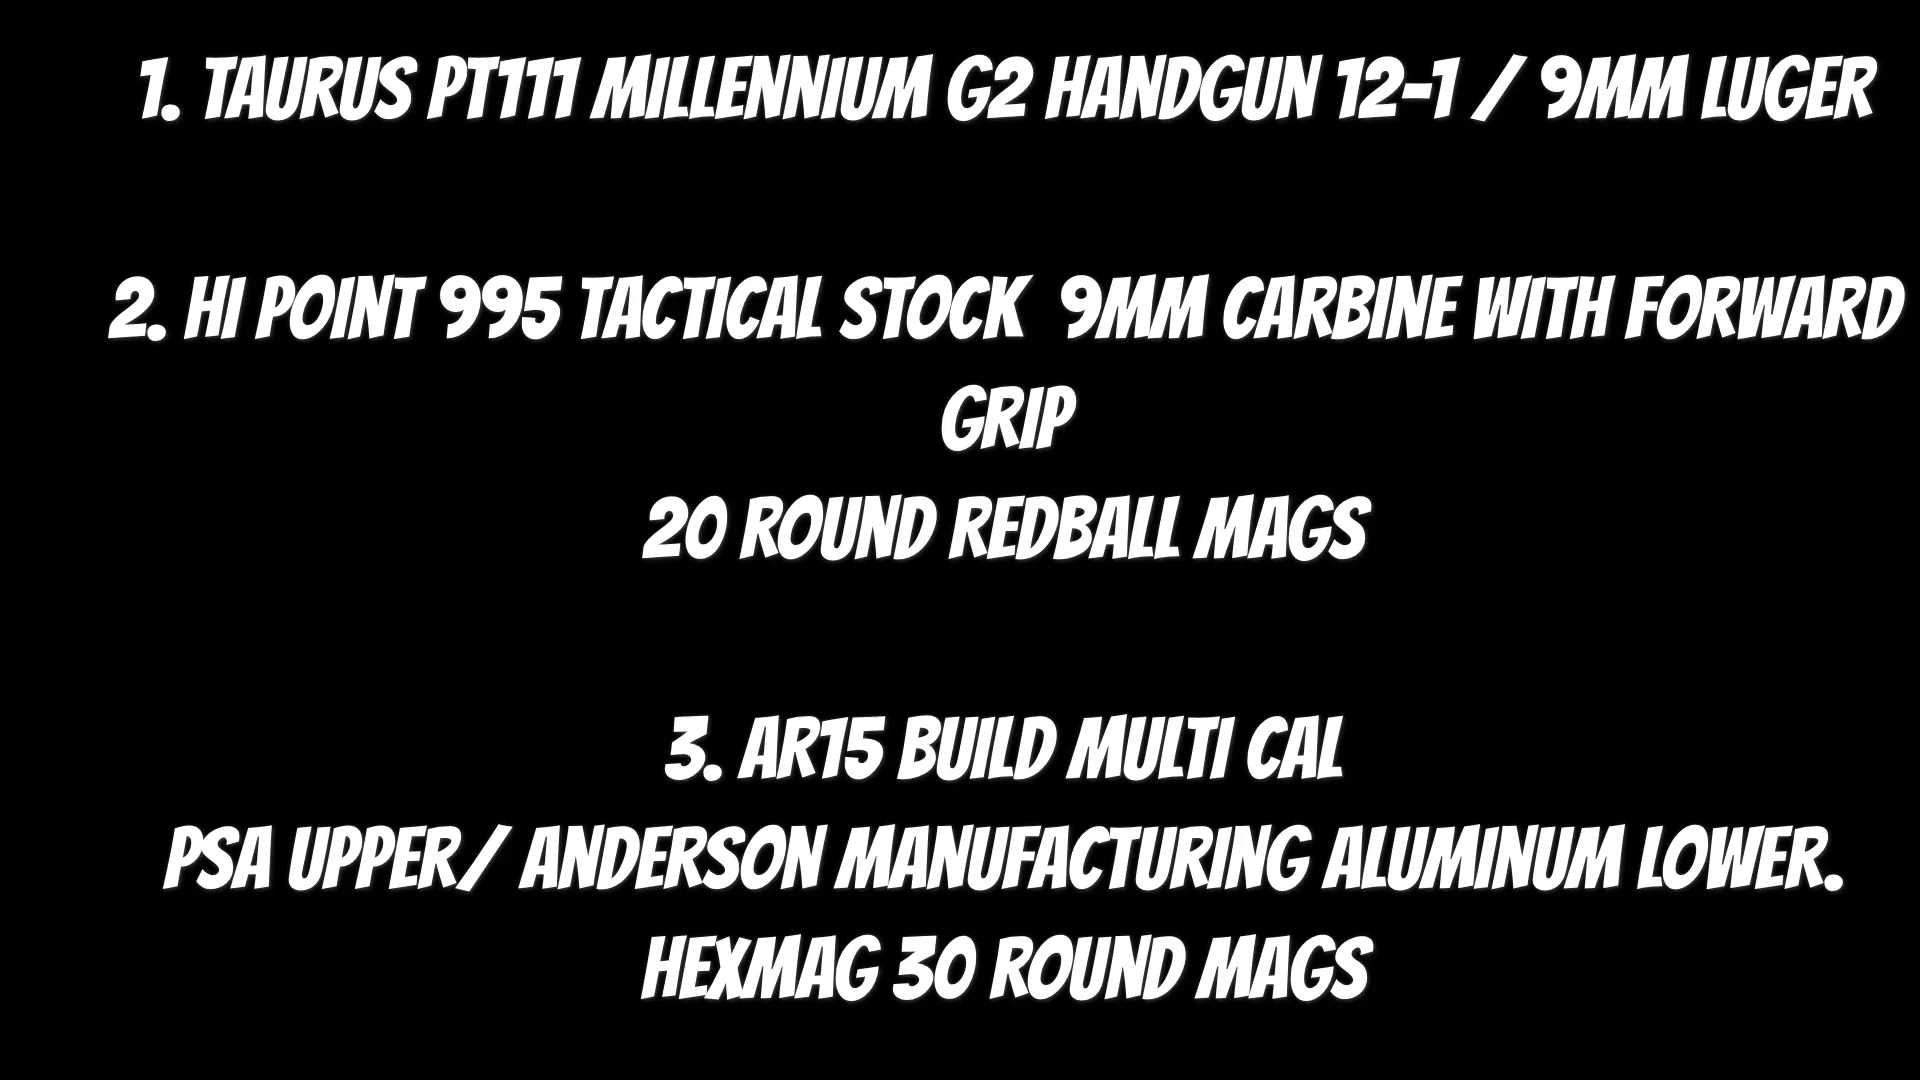 1. TAURUS PT111 MILLENNIUM G2 HANDGUN 12-1 / 9MM LUGER
2. HI POINT 995 TACTICAL STOCK 9MM CARBINE WITH FORWARD
GRIP
20 ROUND REDBALL MAGS
3. AR15 BUILD MULTI CAL
PSA UPPER/ ANDERSON MANUFACTURING ALUMINUM LOWER.
HEXMAG 30 ROUND MAGS